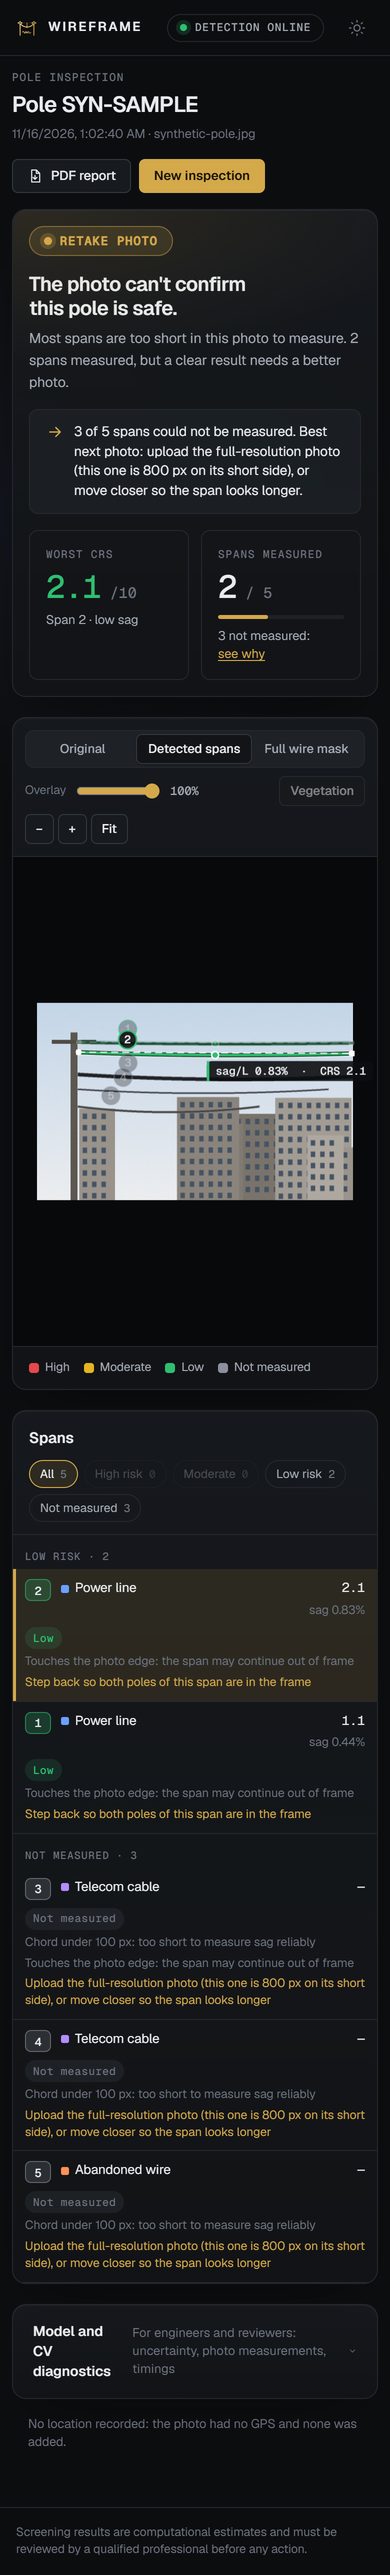 WIREFRAME
DETECTION ONLINE
POLE INSPECTION
Pole SYN-SAMPLE
11/16/2026, 1:02:40 AM · synthetic-pole.jpg
PDF report
New inspection
RETAKE PHOTO
The photo can't confirm
this pole is safe.
Most spans are too short in this photo to measure. 2
spans measured, but a clear result needs a better
photo.
→ 3 of 5 spans could not be measured. Best
next photo: upload the full-resolution photo
(this one is 800 px on its short side), or
move closer so the span looks longer.
WORST CRS
2.1 /10
Span 2 · low sag
SPANS MEASURED
2 / 5
3 not measured:
see why
Original
Detected spans
Full wire mask
Overlay
100%
Vegetation
−
+
Fit
1
2
3
4
5
sag/L 0.83% · CRS 2.1
High
Moderate
Low
Not measured
Spans
All 5
High risk 0
Moderate 0
Low risk 2
Not measured 3
LOW RISK · 2
2 Power line 2.1
sag 0.83%
Low
Touches the photo edge: the span may continue out of frame
Step back so both poles of this span are in the frame
1 Power line 1.1
sag 0.44%
Low
Touches the photo edge: the span may continue out of frame
Step back so both poles of this span are in the frame
NOT MEASURED · 3
3 Telecom cable –
Not measured
Chord under 100 px: too short to measure sag reliably
Touches the photo edge: the span may continue out of frame
Upload the full-resolution photo (this one is 800 px on its short
side), or move closer so the span looks longer
4 Telecom cable –
Not measured
Chord under 100 px: too short to measure sag reliably
Upload the full-resolution photo (this one is 800 px on its short
side), or move closer so the span looks longer
5 Abandoned wire –
Not measured
Chord under 100 px: too short to measure sag reliably
Upload the full-resolution photo (this one is 800 px on its short
side), or move closer so the span looks longer
Model and
CV
diagnostics
For engineers and reviewers:
uncertainty, photo measurements,
timings
No location recorded: the photo had no GPS and none was
added.
Screening results are computational estimates and must be
reviewed by a qualified professional before any action.